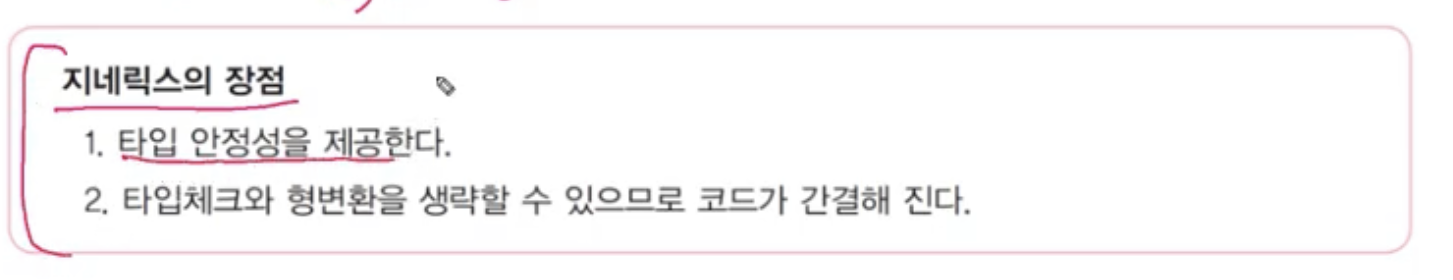 지네릭스의 장점
1. 타입 안정성을 제공한다.
2. 타입체크와 형변환을 생략할 수 있으므로 코드가 간결해 진다.